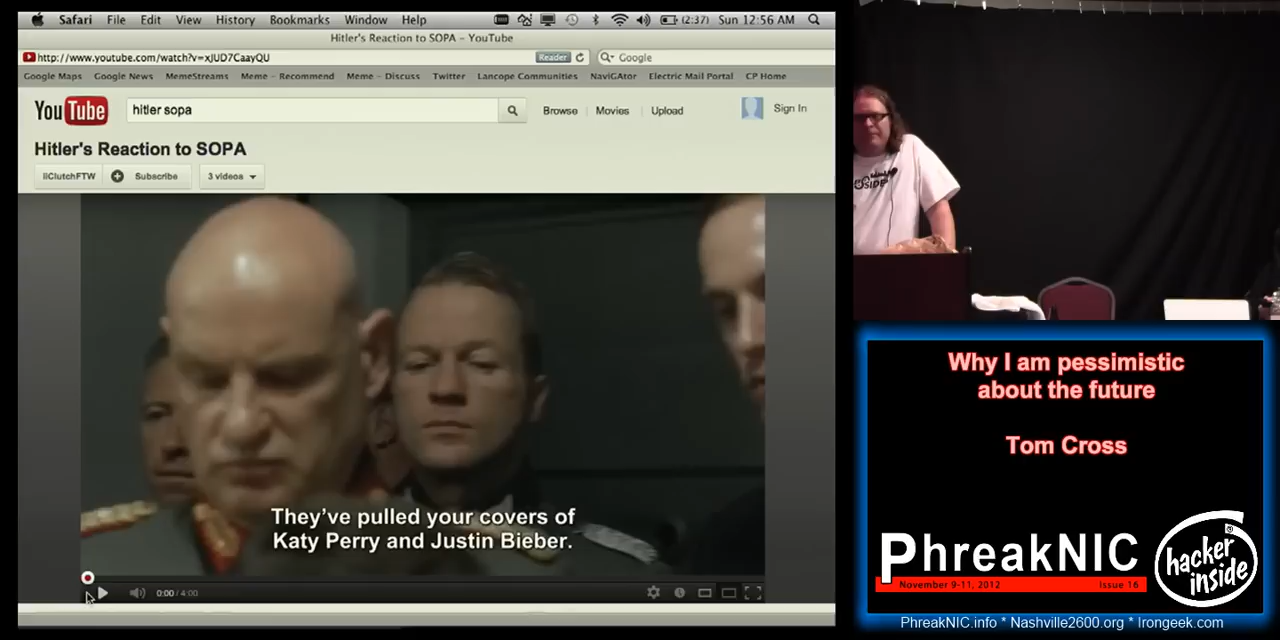 Safari File Edit View History Bookmarks Window Help (2:37) Sun 12:56 AM
Hitler's Reaction to SOPA – YouTube
http://www.youtube.com/watch?v=xJUD7CaayQU Reader Google
Google Maps Google News MemeStreams Meme – Recommend Meme – Discuss Twitter Lancope Communities NaviGAtor Electric Mail Portal CP Home
YouTube hitler sopa Browse Movies Upload Sign In
Hitler's Reaction to SOPA
iiClutchFTW Subscribe 3 videos
They've pulled your covers of
Katy Perry and Justin Bieber.
0:00 / 4:00
Why I am pessimistic
about the future
Tom Cross
PhreakNIC
November 9-11, 2012 Issue 16
hacker
inside
PhreakNIC.info * Nashville2600.org * Irongeek.com